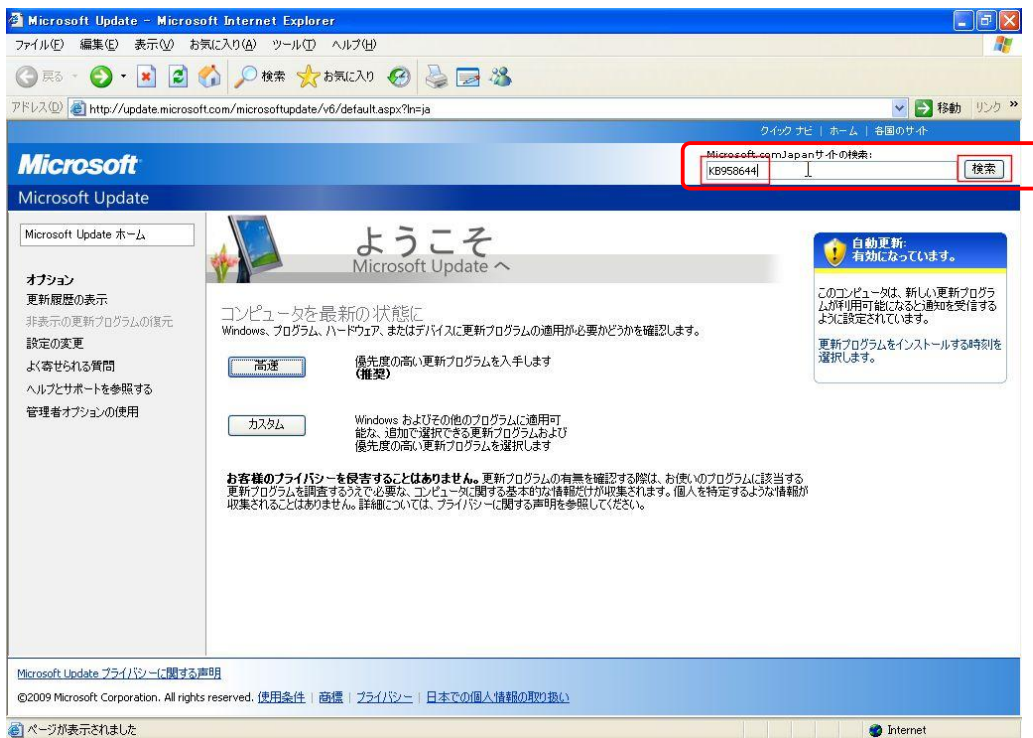 Microsoft Update - Microsoft Internet Explorer
ファイル(F) 編集(E) 表示(V) お気に入り(A) ツール(T) ヘルプ(H)
戻る 検索 お気に入り
アドレス(D) http://update.microsoft.com/microsoftupdate/v6/default.aspx?ln=ja 移動 リンク »
クイック ナビ | ホーム | 各国のサイト
Microsoft
Microsoft.comJapanサイトの検索:
KB958644 検索
Microsoft Update
Microsoft Update ホーム
オプション
更新履歴の表示
非表示の更新プログラムの復元
設定の変更
よく寄せられる質問
ヘルプとサポートを参照する
管理者オプションの使用
ようこそ
Microsoft Update へ
コンピュータを最新の状態に
Windows、プログラム、ハードウェア、またはデバイスに更新プログラムの適用が必要かどうかを確認します。
高速
優先度の高い更新プログラムを入手します
(推奨)
カスタム
Windows およびその他のプログラムに適用可
能な、追加で選択できる更新プログラムおよび
優先度の高い更新プログラムを選択します
お客様のプライバシーを侵害することはありません。更新プログラムの有無を確認する際は、お使いのプログラムに該当する
更新プログラムを調査するうえで必要な、コンピュータに関する基本的な情報だけが収集されます。個人を特定するような情報が
収集されることはありません。詳細については、プライバシーに関する声明を参照してください。
自動更新:
有効になっています。
このコンピュータは、新しい更新プログラ
ムが利用可能になると通知を受信する
ように設定されています。
更新プログラムをインストールする時刻を
選択します。
Microsoft Update プライバシーに関する声明
©2009 Microsoft Corporation. All rights reserved. 使用条件 | 商標 | プライバシー | 日本での個人情報の取り扱い
ページが表示されました Internet